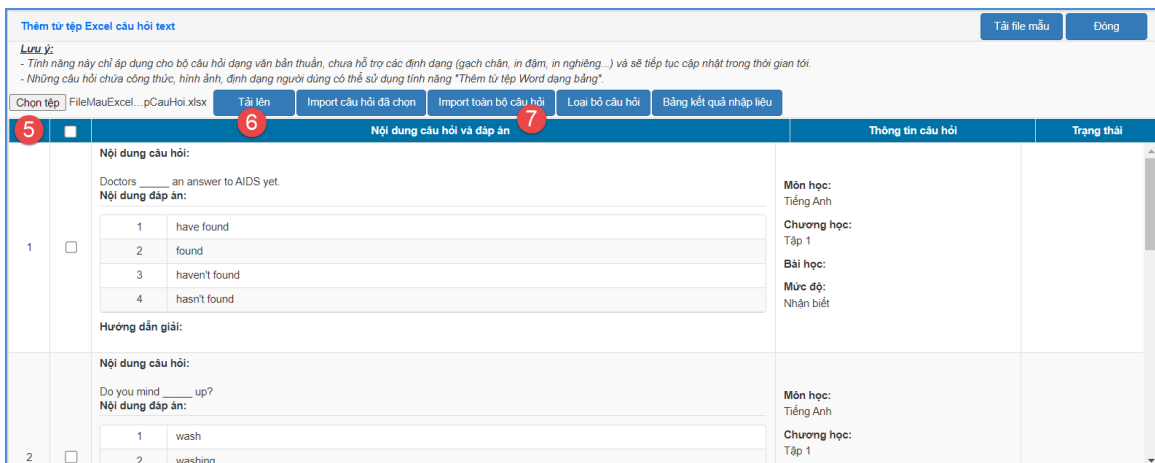 Thêm từ tệp Excel câu hỏi text
Tải file mẫu
Đóng
Lưu ý:
- Tính năng này chỉ áp dụng cho bộ câu hỏi dạng văn bản thuần, chưa hỗ trợ các định dạng (gạch chân, in đậm, in nghiêng...) và sẽ tiếp tục cập nhật trong thời gian tới.
- Những câu hỏi chứa công thức, hình ảnh, định dạng người dùng có thể sử dụng tính năng "Thêm từ tệp Word dạng bảng".
Chọn tệp FileMauExcel...pCauHoi.xlsx
Tải lên
Import câu hỏi đã chọn
Import toàn bộ câu hỏi
Loại bỏ câu hỏi
Bảng kết quả nhập liệu
5
6
7
Nội dung câu hỏi và đáp án
Thông tin câu hỏi
Trạng thái
1
Nội dung câu hỏi:
Doctors _____ an answer to AIDS yet.
Nội dung đáp án:
1 have found
2 found
3 haven't found
4 hasn't found
Hướng dẫn giải:
Môn học:
Tiếng Anh
Chương học:
Tập 1
Bài học:
Mức độ:
Nhận biết
2
Nội dung câu hỏi:
Do you mind _____ up?
Nội dung đáp án:
1 wash
2 washing
Môn học:
Tiếng Anh
Chương học:
Tập 1